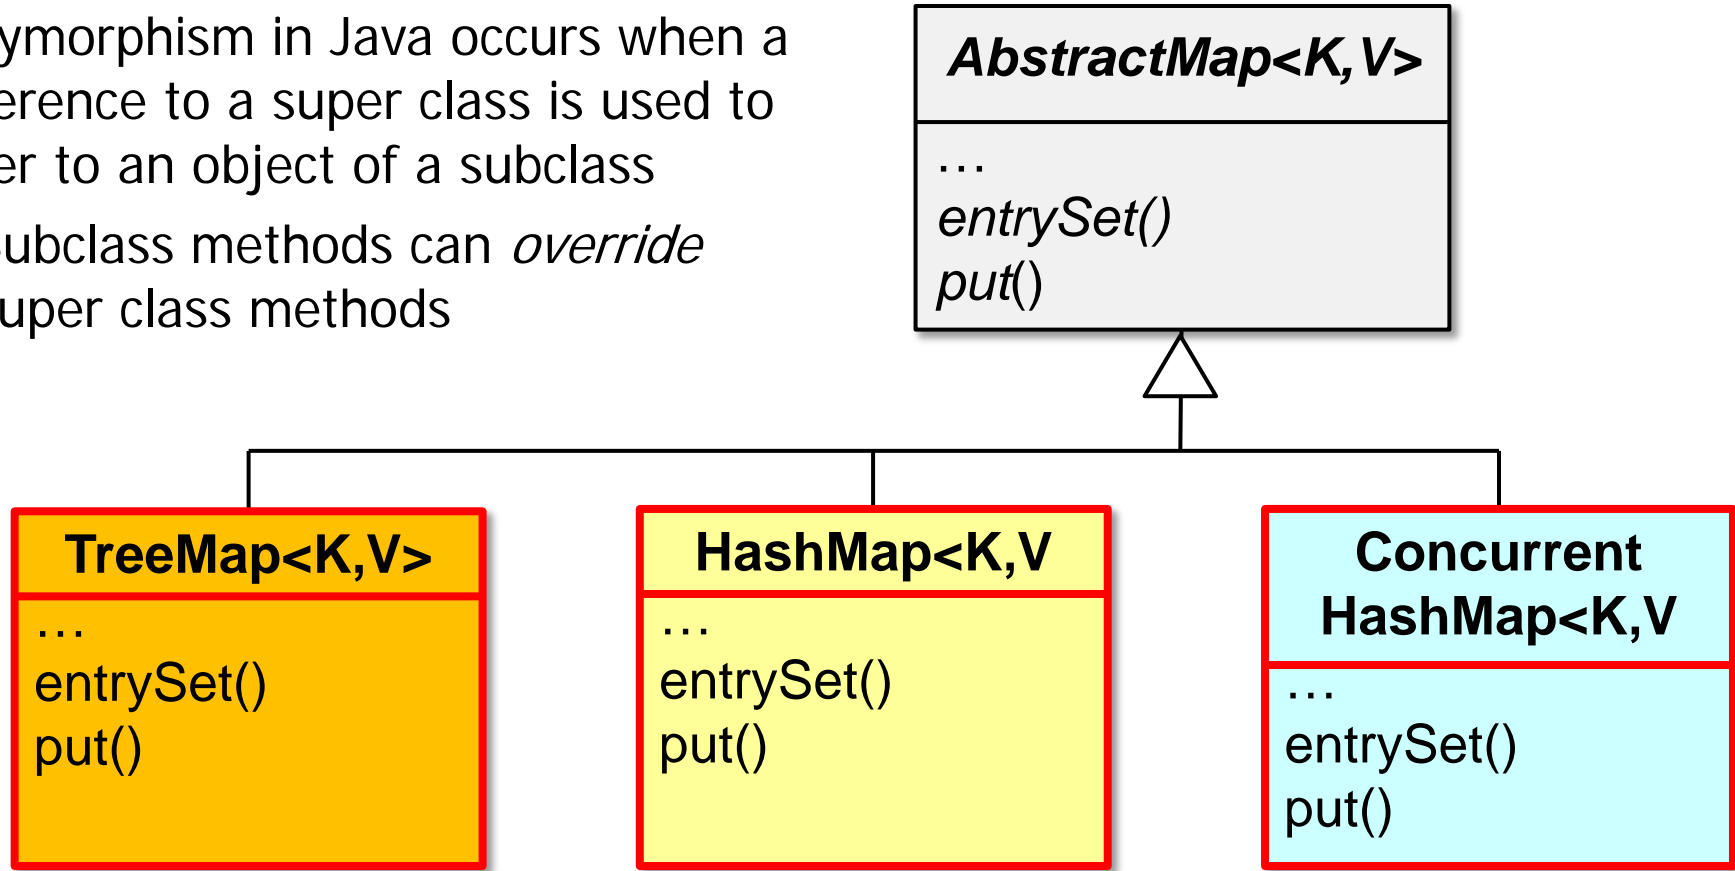 ymorphism in Java occurs when a
erence to a super class is used to
er to an object of a subclass
ubclass methods can override
uper class methods
AbstractMap<K,V>
…
entrySet()
put()
TreeMap<K,V>
…
entrySet()
put()
HashMap<K,V
…
entrySet()
put()
Concurrent
HashMap<K,V
…
entrySet()
put()